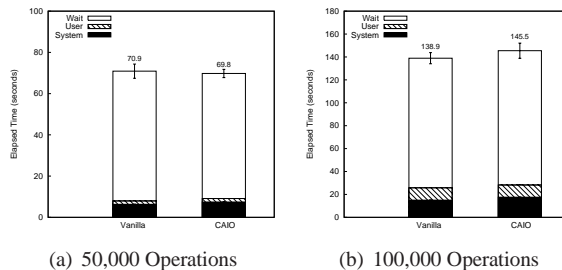 100
80
60
40
20
0
Elapsed Time (seconds)
Wait
User
System
70.9
69.8
Vanilla CAIO
(a) 50,000 Operations
180
160
140
120
100
80
60
40
20
0
Elapsed Time (seconds)
Wait
User
System
138.9
145.5
Vanilla CAIO
(b) 100,000 Operations